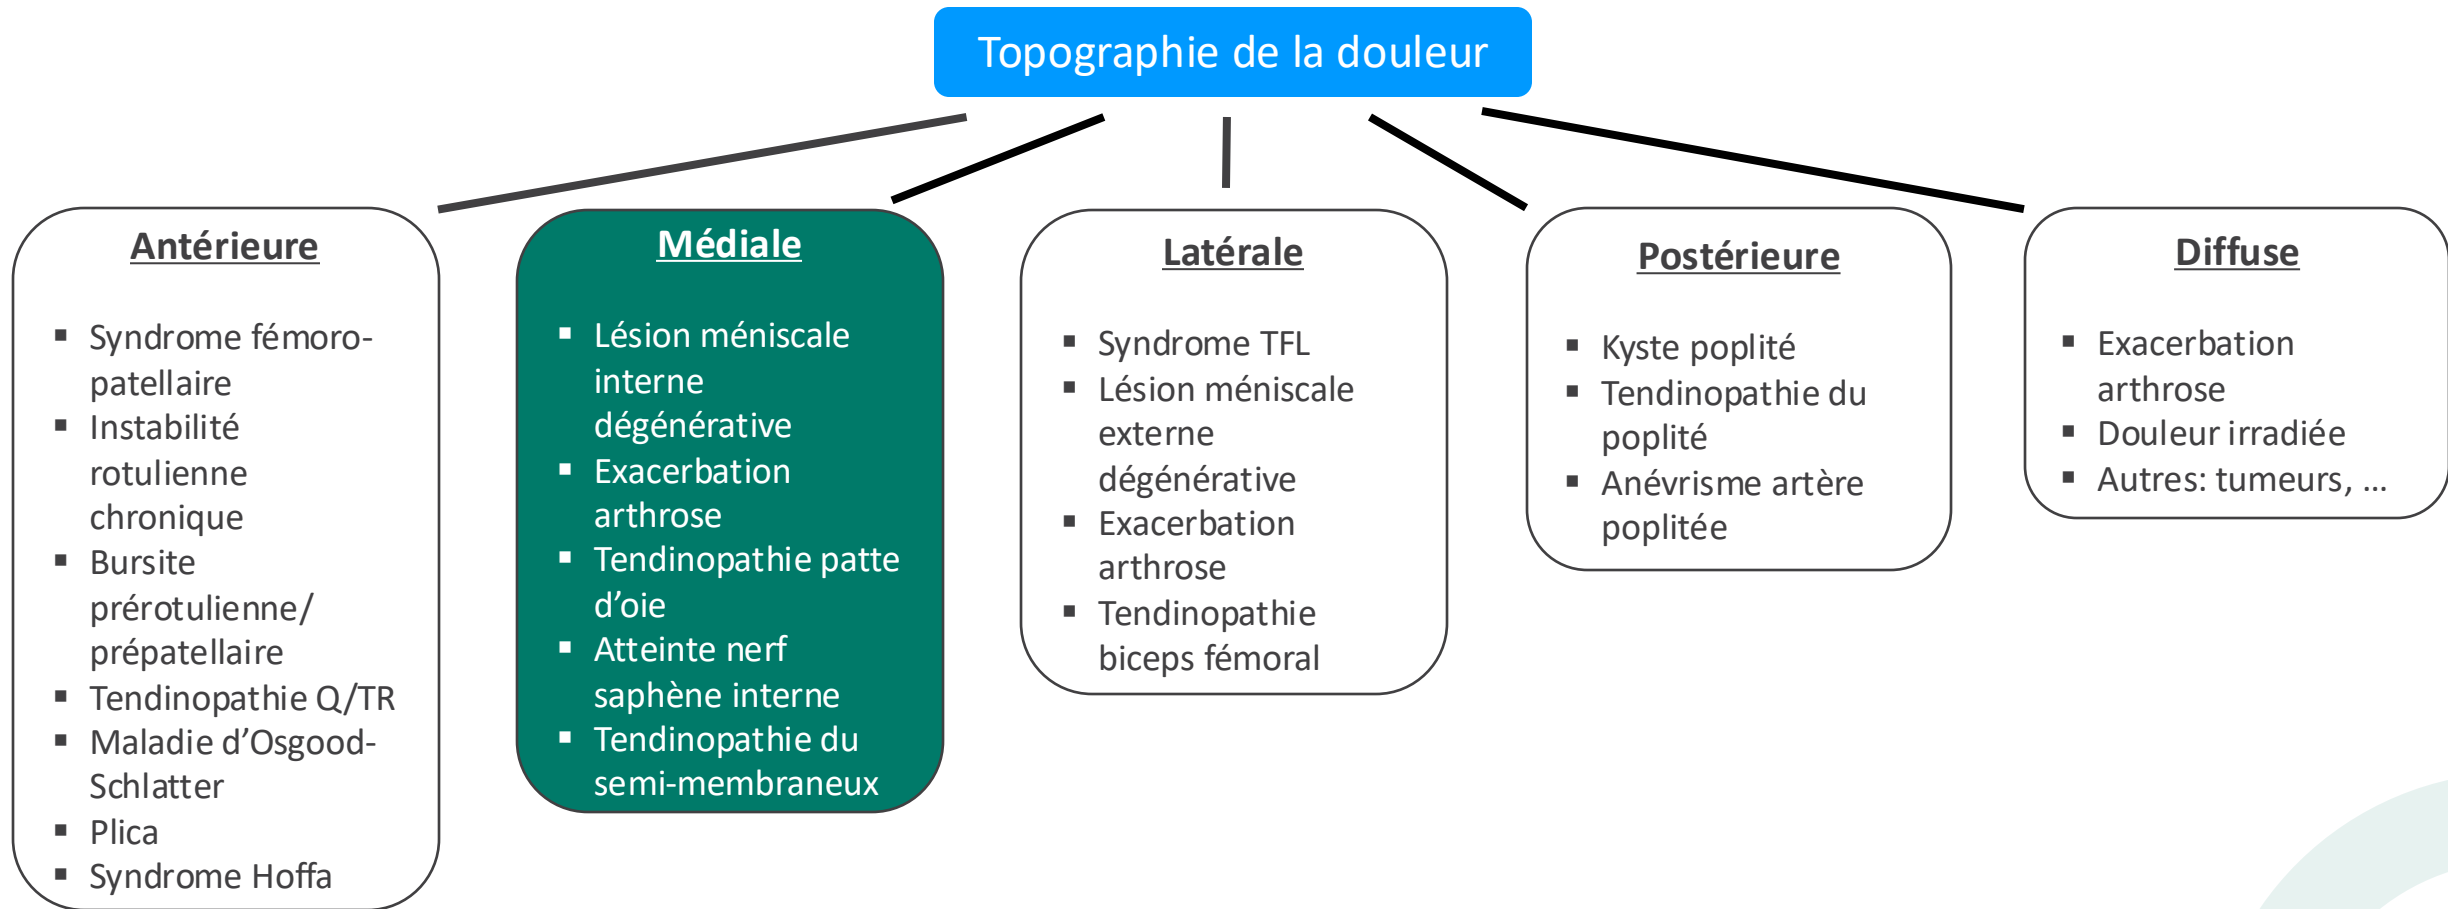 Topographie de la douleur
Antérieure
▪ Syndrome fémoro-
patellaire
▪ Instabilité
rotulienne
chronique
▪ Bursite
prérotulienne/
prépatellaire
▪ Tendinopathie Q/TR
▪ Maladie d’Osgood-
Schlatter
▪ Plica
▪ Syndrome Hoffa
Médiale
▪ Lésion méniscale
interne
dégénérative
▪ Exacerbation
arthrose
▪ Tendinopathie patte
d’oie
▪ Atteinte nerf
saphène interne
▪ Tendinopathie du
semi-membraneux
Latérale
▪ Syndrome TFL
▪ Lésion méniscale
externe
dégénérative
▪ Exacerbation
arthrose
▪ Tendinopathie
biceps fémoral
Postérieure
▪ Kyste poplité
▪ Tendinopathie du
poplité
▪ Anévrisme artère
poplitée
Diffuse
▪ Exacerbation
arthrose
▪ Douleur irradiée
▪ Autres: tumeurs, …